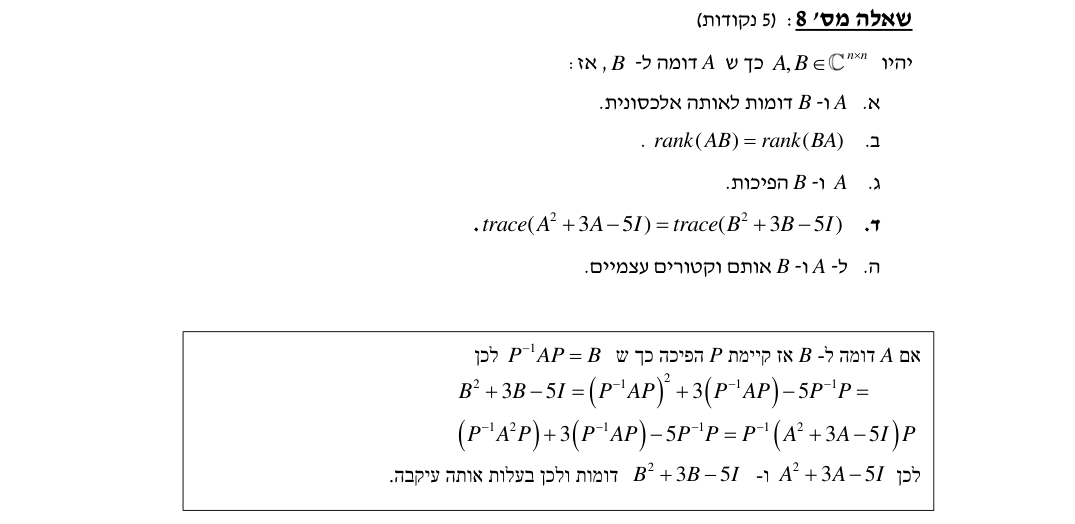 שאלה מס' 8 : (5 נקודות)
יהיו A, B ∈ ℂ^{n×n} כך ש A דומה ל- B , אז :
א. A ו- B דומות לאותה אלכסונית.
ב. rank(AB) = rank(BA) .
ג. A ו- B הפיכות.
ד. trace(A² + 3A − 5I) = trace(B² + 3B − 5I) .
ה. ל- A ו- B אותם וקטורים עצמיים.
אם A דומה ל- B אז קיימת P הפיכה כך ש P⁻¹AP = B לכן
B² + 3B − 5I = (P⁻¹AP)² + 3(P⁻¹AP) − 5P⁻¹P =
(P⁻¹A²P) + 3(P⁻¹AP) − 5P⁻¹P = P⁻¹(A² + 3A − 5I)P
לכן A² + 3A − 5I ו- B² + 3B − 5I דומות ולכן בעלות אותה עיקבה.